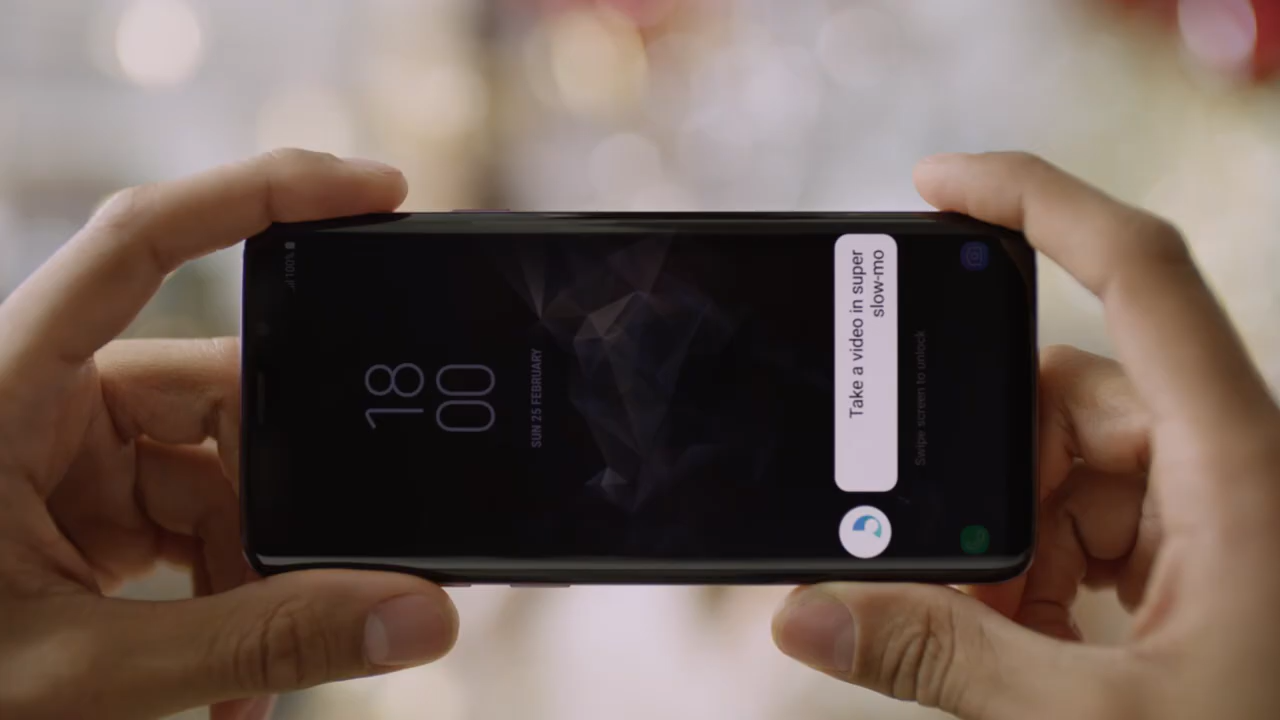 100%
18
00
SUN 25 FEBRUARY
Take a video in super
slow-mo
Swipe screen to unlock